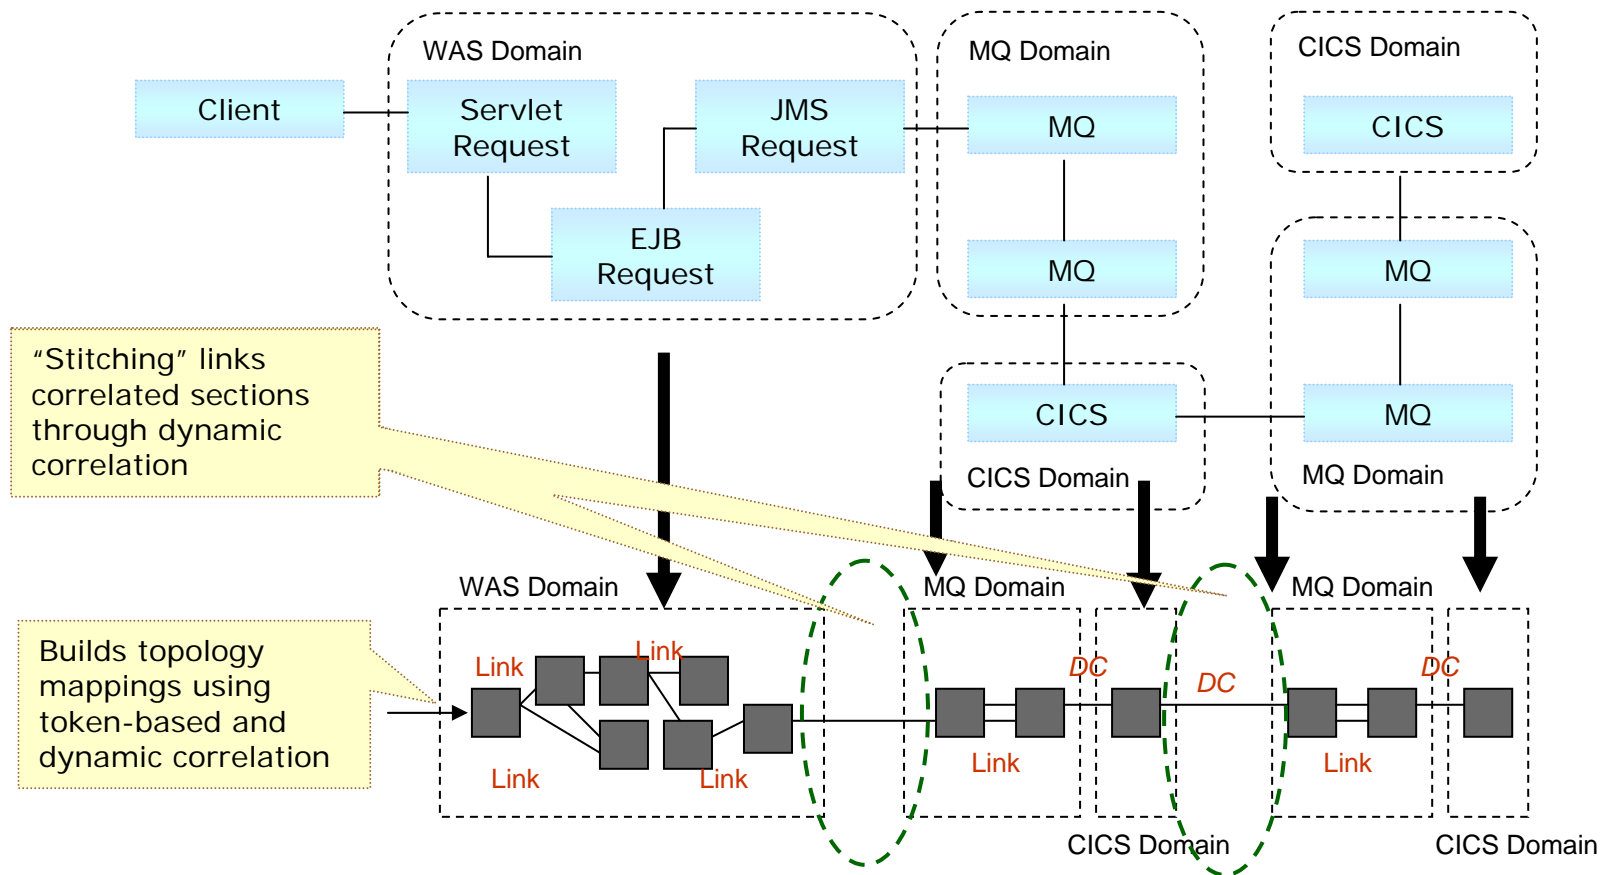 WAS Domain
MQ Domain
CICS Domain
Client
Servlet
Request
JMS
Request
MQ
CICS
EJB
Request
MQ
MQ
“Stitching” links
correlated sections
through dynamic
correlation
CICS
MQ
CICS Domain
MQ Domain
WAS Domain
MQ Domain
MQ Domain
Builds topology
mappings using
token-based and
dynamic correlation
Link
Link
DC
DC
DC
Link
Link
Link
Link
CICS Domain
CICS Domain